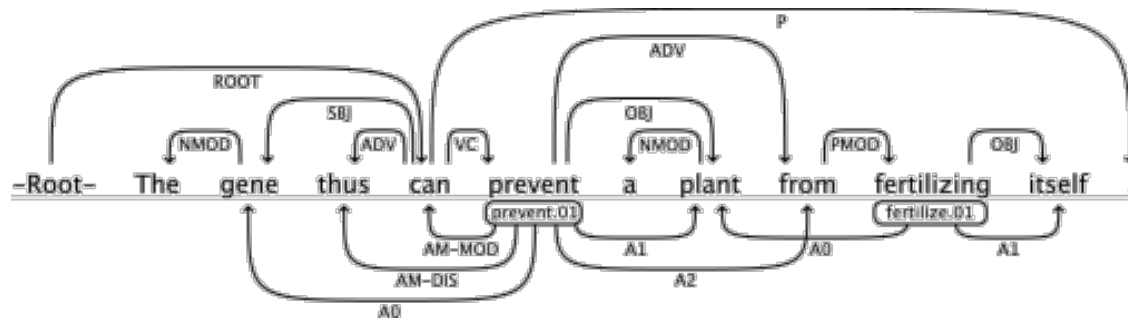 P
ADV
ROOT
SBJ OBJ
NMOD ADV VC NMOD PMOD OBJ
-Root- The gene thus can prevent a plant from fertilizing itself .
prevent.01 fertilize.01
AM-MOD A1 A0 A1
AM-DIS A2
A0